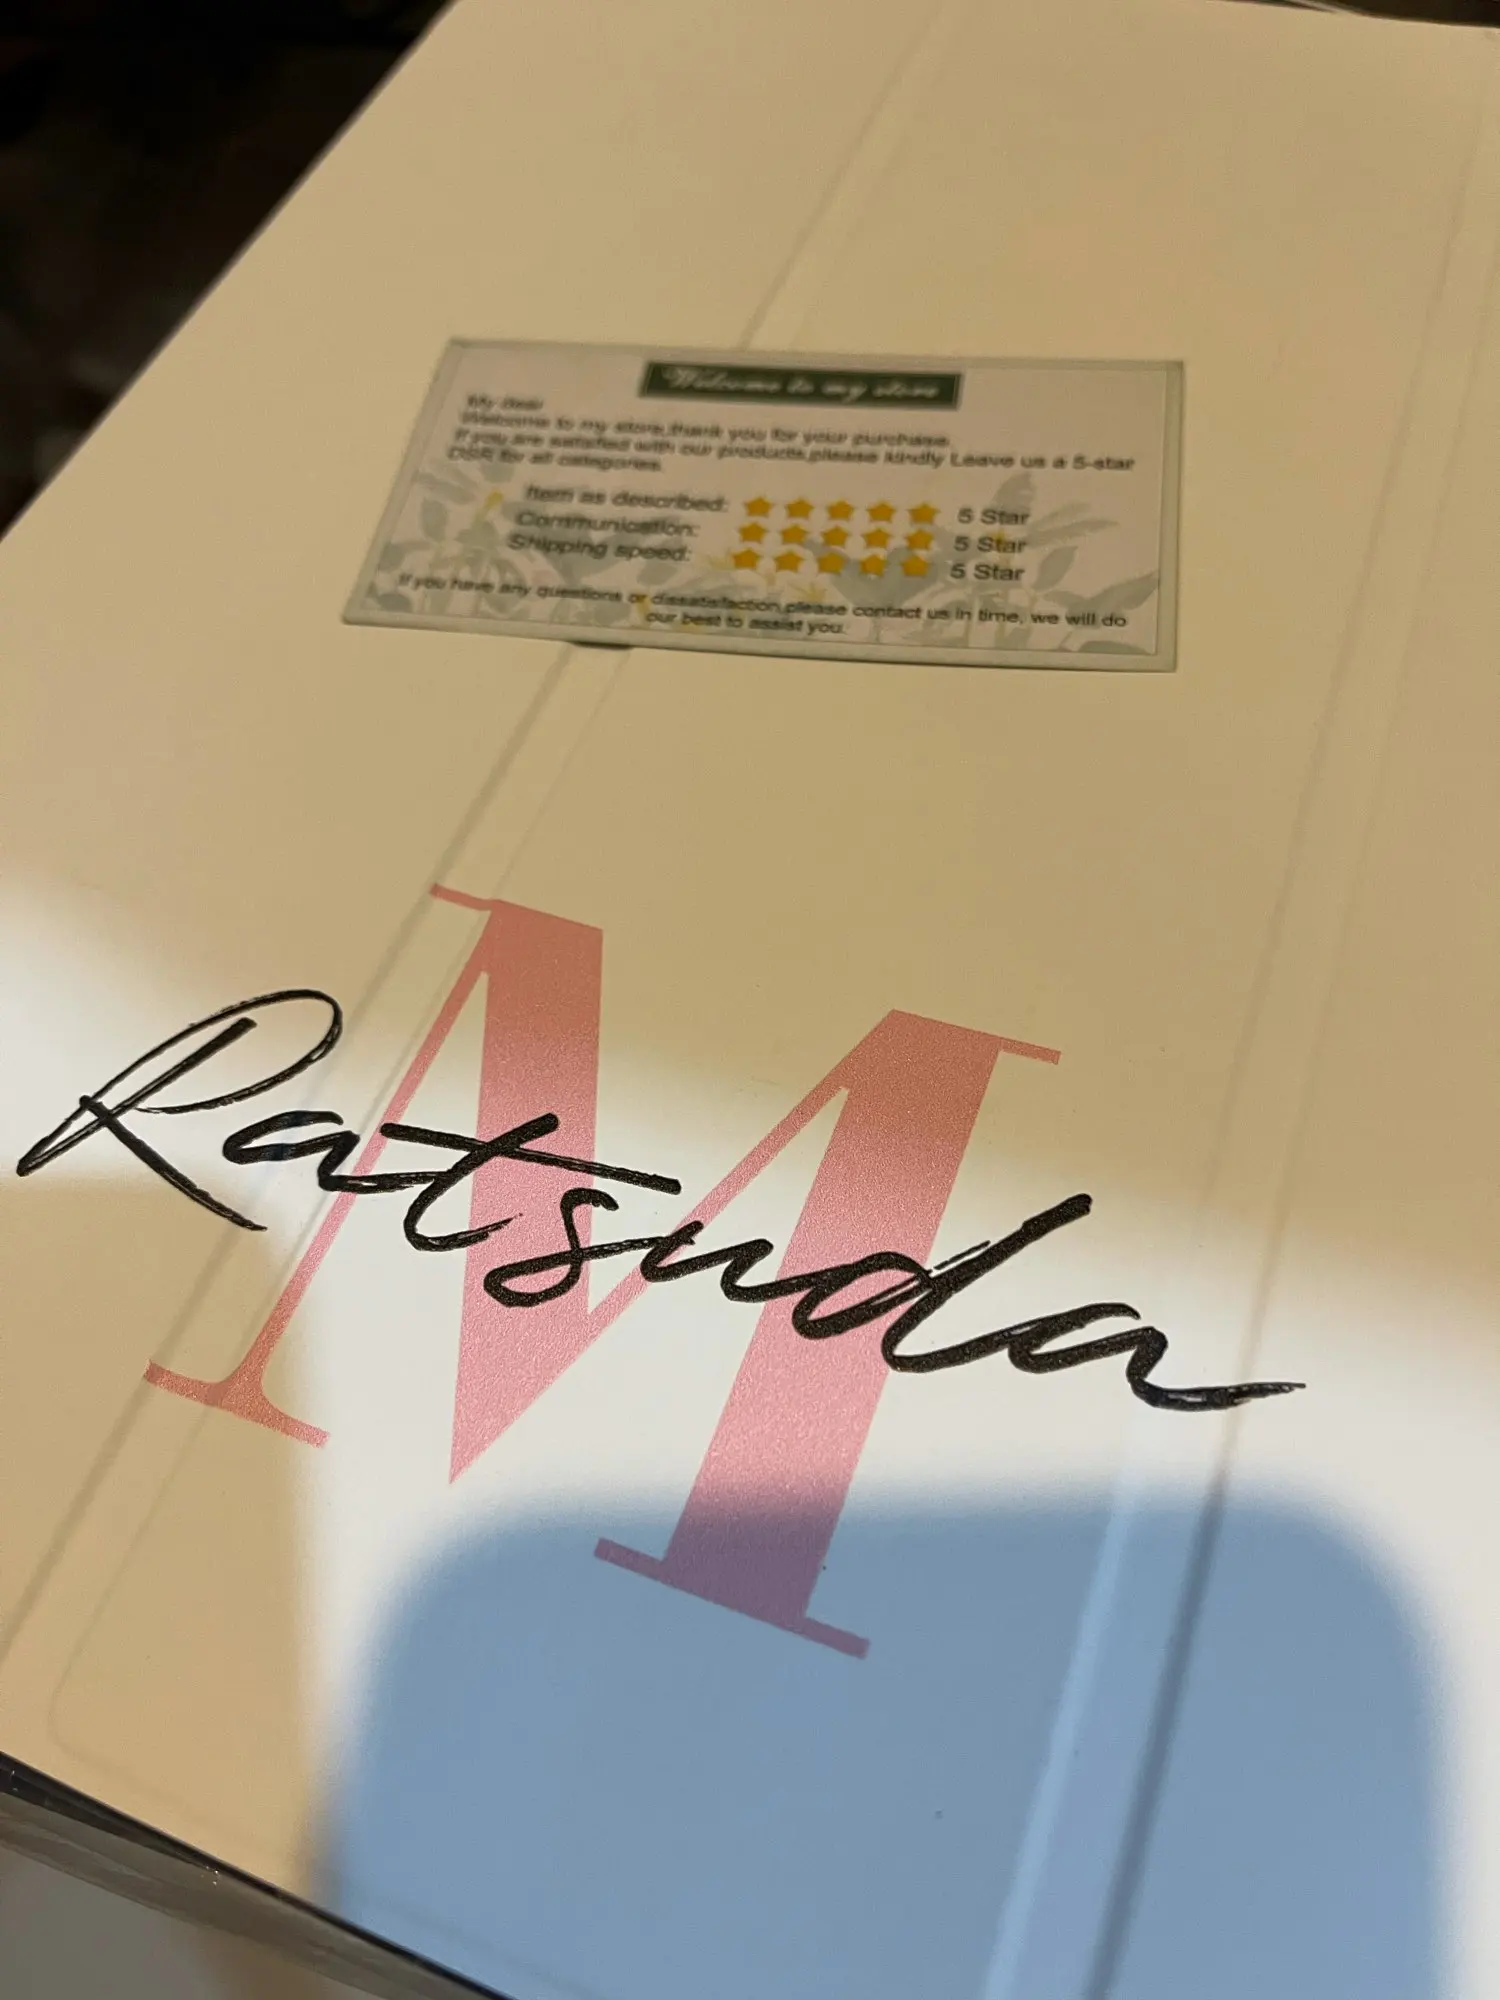 Welcome to my store
My dear
Welcome to my store,thank you for your purchase.
If you are satisfied with our products,please kindly Leave us a 5-star
DSR for all categories.
Item as described: 5 Star
Communication: 5 Star
Shipping speed: 5 Star
If you have any questions or dissatisfaction,please contact us in time, we will do
our best to assist you.
M
Ratsuda